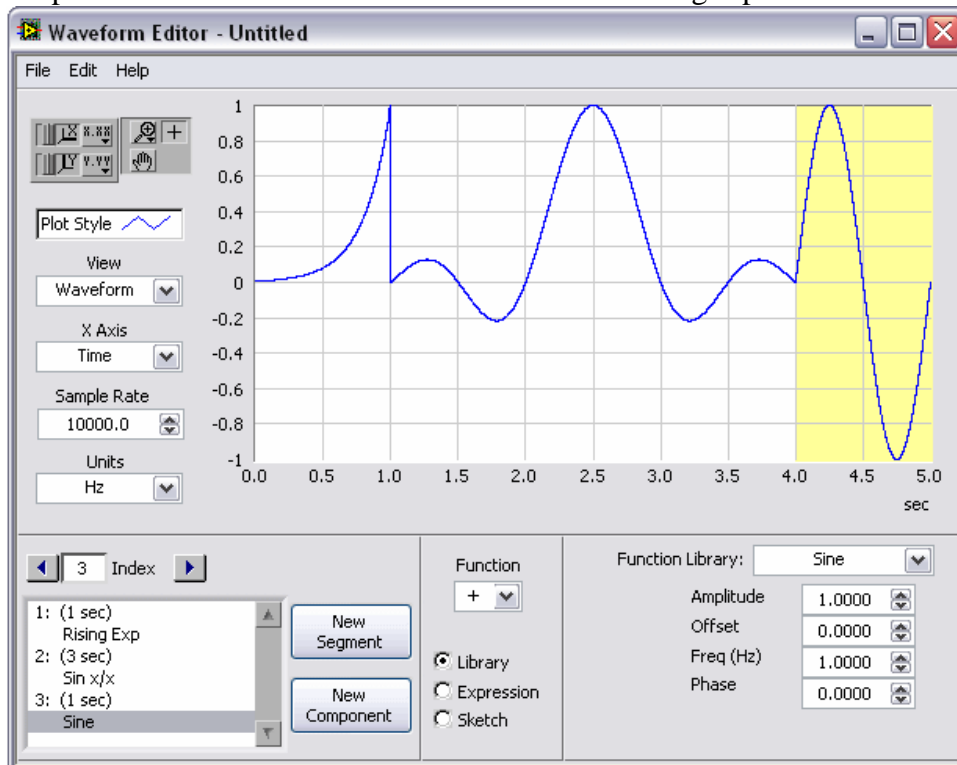 Waveform Editor - Untitled
File Edit Help
X X.XX
Y Y.YY
Plot Style
View
Waveform
X Axis
Time
Sample Rate
10000.0
Units
Hz
1
0.8
0.6
0.4
0.2
0
-0.2
-0.4
-0.6
-0.8
-1
0.0 0.5 1.0 1.5 2.0 2.5 3.0 3.5 4.0 4.5 5.0
sec
3 Index
1: (1 sec)
Rising Exp
2: (3 sec)
Sin x/x
3: (1 sec)
Sine
New
Segment
New
Component
Function
+
Library
Expression
Sketch
Function Library: Sine
Amplitude 1.0000
Offset 0.0000
Freq (Hz) 1.0000
Phase 0.0000